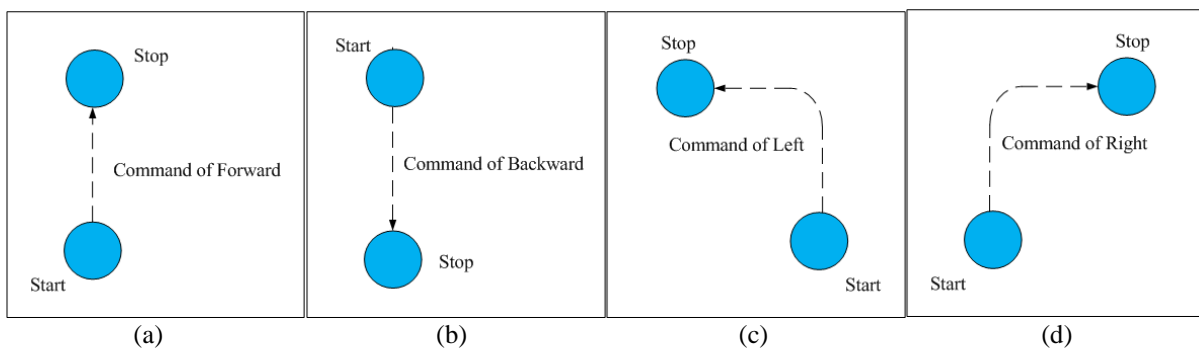 Stop
Command of Forward
Start
(a)
Start
Command of Backward
Stop
(b)
Stop
Command of Left
Start
(c)
Stop
Command of Right
Start
(d)